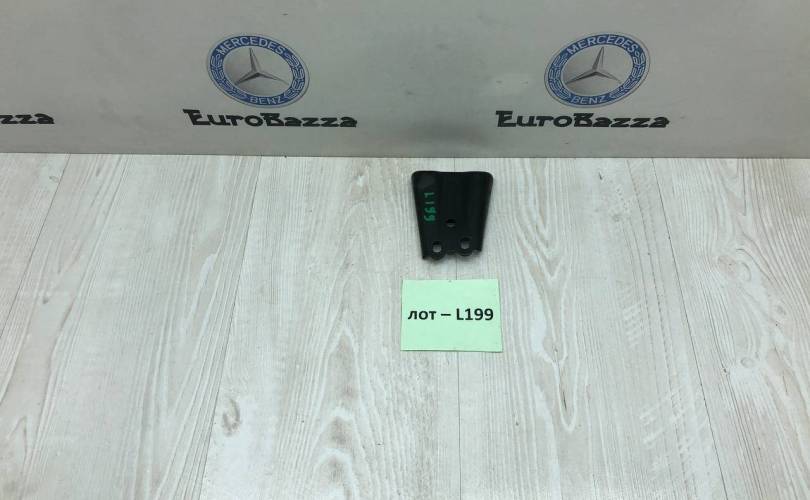 MERCEDES
BENZ
EuroBazza
MERCEDES
BENZ
EuroBazza
L199
лот – L199